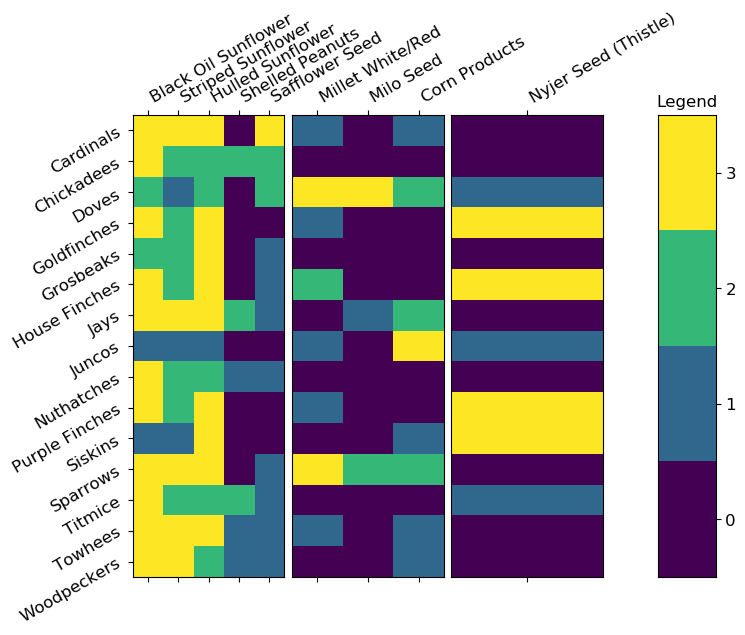 Black Oil Sunflower
Striped Sunflower
Hulled Sunflower
Shelled Peanuts
Safflower Seed
Millet White/Red
Milo Seed
Corn Products
Nyjer Seed (Thistle)
Legend
Cardinals
Chickadees
Doves
Goldfinches
Grosbeaks
House Finches
Jays
Juncos
Nuthatches
Purple Finches
Siskins
Sparrows
Titmice
Towhees
Woodpeckers
3
2
1
0